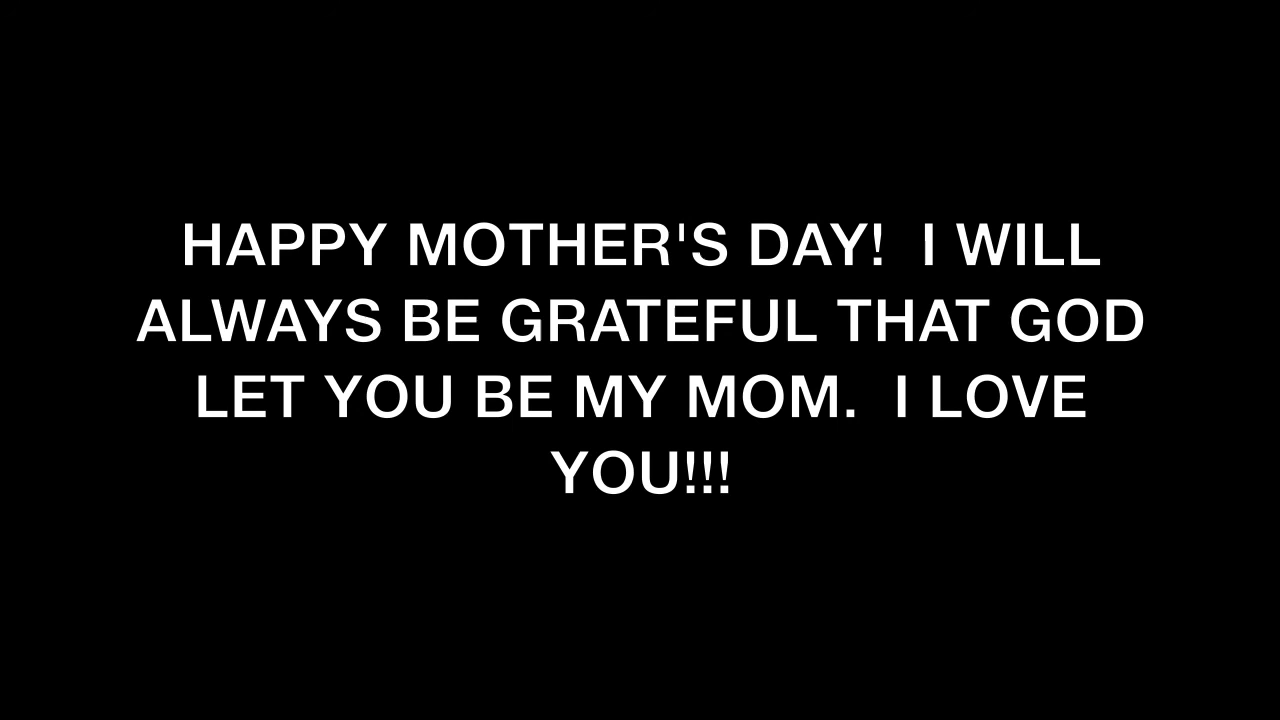 HAPPY MOTHER'S DAY!  I WILL
ALWAYS BE GRATEFUL THAT GOD
LET YOU BE MY MOM.  I LOVE
YOU!!!